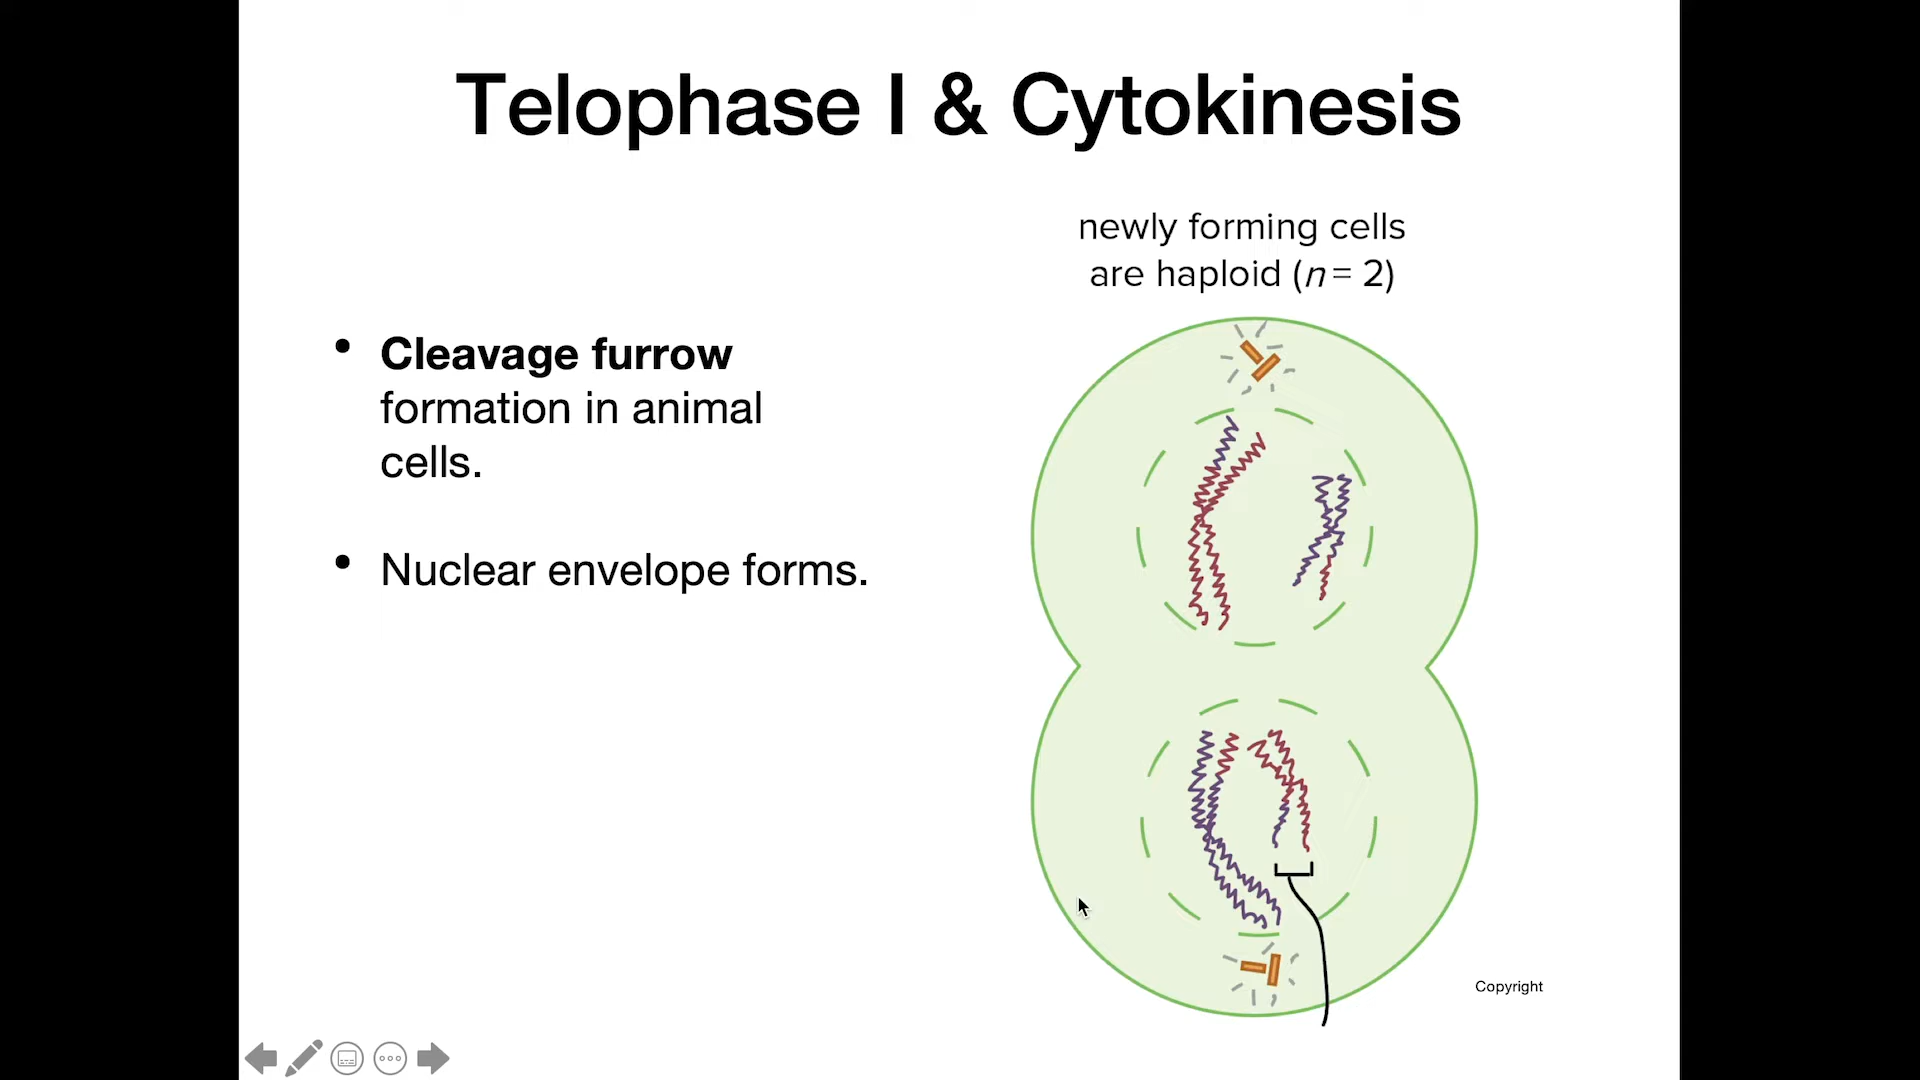 Telophase I & Cytokinesis
newly forming cells
are haploid (n = 2)
• Cleavage furrow
formation in animal
cells.
• Nuclear envelope forms.
Copyright